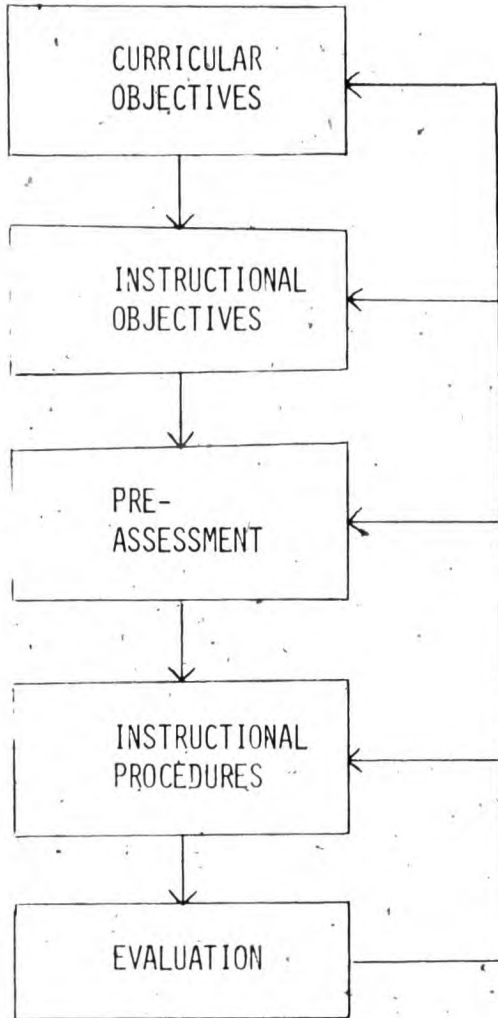 CURRICULAR
OBJECTIVES
INSTRUCTIONAL
OBJECTIVES
PRE-
ASSESSMENT
INSTRUCTIONAL
PROCEDURES
EVALUATION